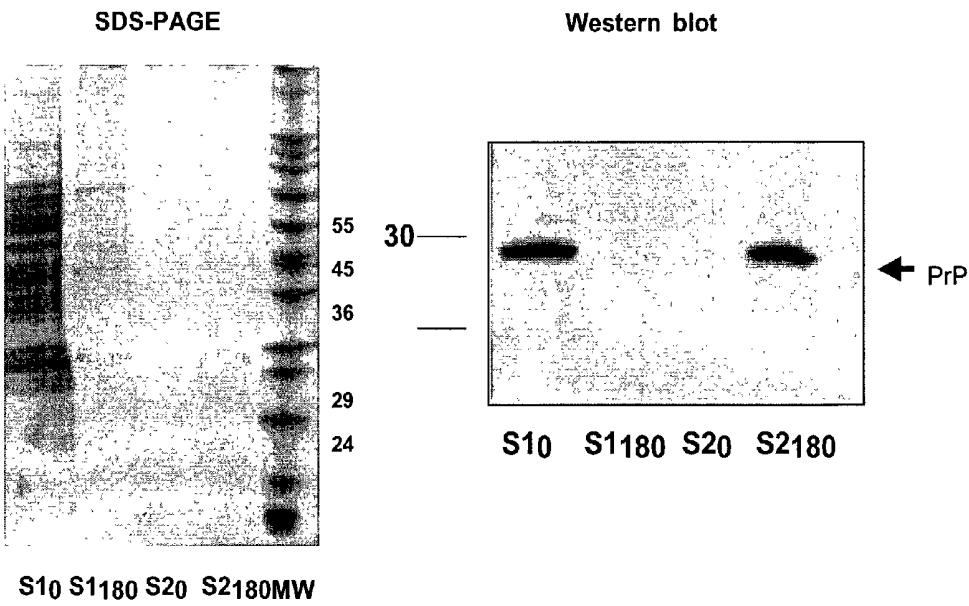 SDS-PAGE
Western blot
55
45
36
29
24
30
PrP
S10 S1180 S20 S2180
S10 S1180 S20 S2180MW